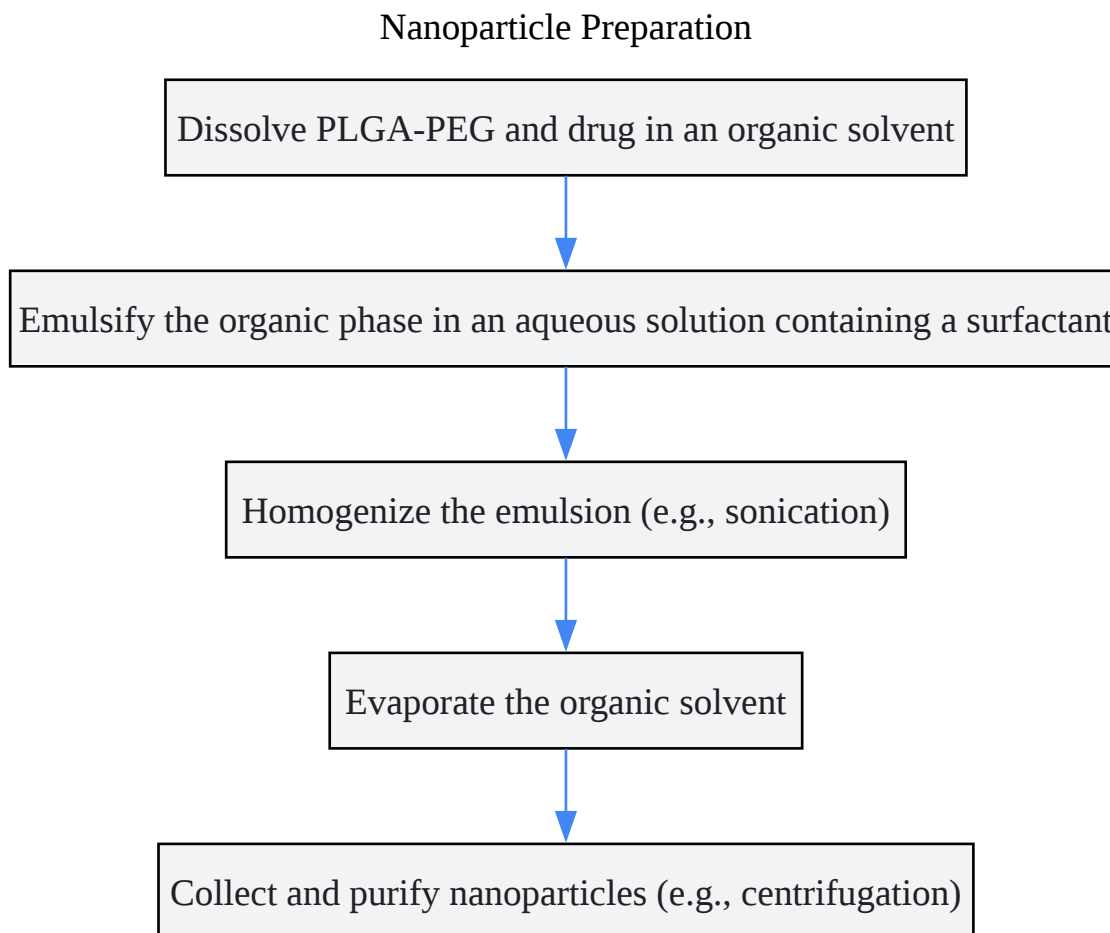 Nanoparticle Preparation
Dissolve PLGA-PEG and drug in an organic solvent
Emulsify the organic phase in an aqueous solution containing a surfactant
Homogenize the emulsion (e.g., sonication)
Evaporate the organic solvent
Collect and purify nanoparticles (e.g., centrifugation)